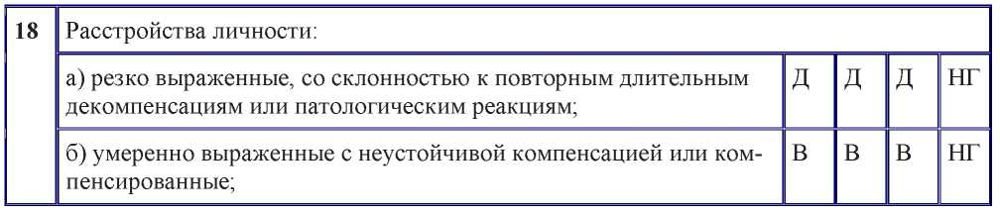 18 Расстройства личности:
а) резко выраженные, со склонностью к повторным длительным Д Д Д НГ
декомпенсациям или патологическим реакциям;
б) умеренно выраженные с неустойчивой компенсацией или ком- В В В НГ
пенсированные;